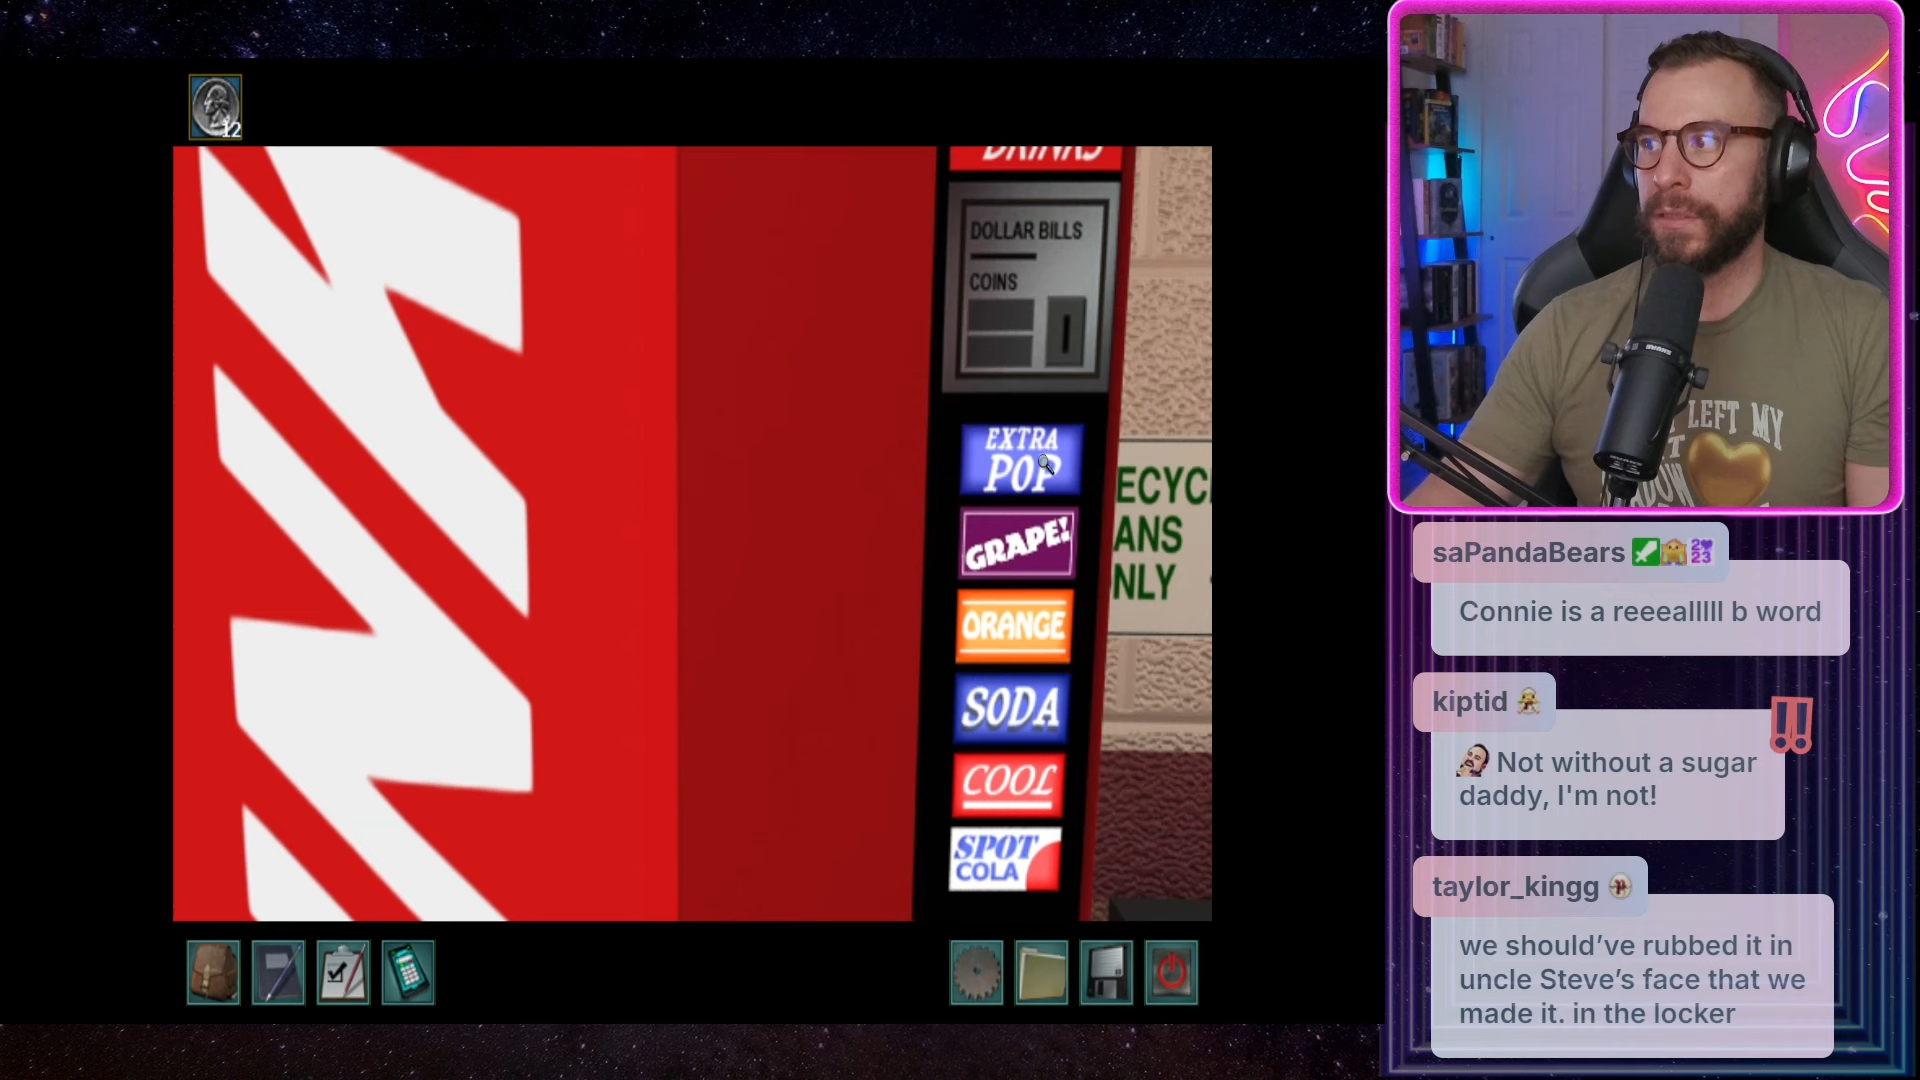 12
DRINKS
DOLLAR BILLS
COINS
EXTRA
POP
GRAPE!
ORANGE
SODA
COOL
SPOT
COLA
ECYC
ANS
NLY
LEFT MY
saPandaBears
Connie is a reeealllll b word
kiptid
Not without a sugar
daddy, I'm not!
taylor_kingg
we should've rubbed it in
uncle Steve's face that we
made it. in the locker